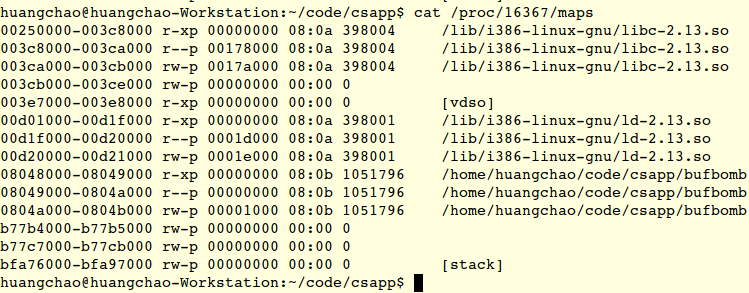 huangchao@huangchao-Workstation:~/code/csapp$ cat /proc/16367/maps
00250000-003c8000 r-xp 00000000 08:0a 398004     /lib/i386-linux-gnu/libc-2.13.so
003c8000-003ca000 r--p 00178000 08:0a 398004     /lib/i386-linux-gnu/libc-2.13.so
003ca000-003cb000 rw-p 0017a000 08:0a 398004     /lib/i386-linux-gnu/libc-2.13.so
003cb000-003ce000 rw-p 00000000 00:00 0
003e7000-003e8000 r-xp 00000000 00:00 0          [vdso]
00d01000-00d1f000 r-xp 00000000 08:0a 398001     /lib/i386-linux-gnu/ld-2.13.so
00d1f000-00d20000 r--p 0001d000 08:0a 398001     /lib/i386-linux-gnu/ld-2.13.so
00d20000-00d21000 rw-p 0001e000 08:0a 398001     /lib/i386-linux-gnu/ld-2.13.so
08048000-08049000 r-xp 00000000 08:0b 1051796    /home/huangchao/code/csapp/bufbomb
08049000-0804a000 r--p 00000000 08:0b 1051796    /home/huangchao/code/csapp/bufbomb
0804a000-0804b000 rw-p 00001000 08:0b 1051796    /home/huangchao/code/csapp/bufbomb
b77b4000-b77b5000 rw-p 00000000 00:00 0
b77c7000-b77cb000 rw-p 00000000 00:00 0
bfa76000-bfa97000 rw-p 00000000 00:00 0          [stack]
huangchao@huangchao-Workstation:~/code/csapp$